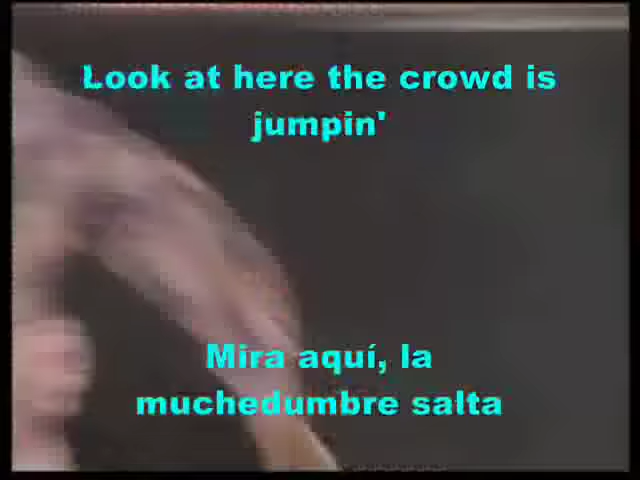 Look at here the crowd is
jumpin'
Mira aquí, la
muchedumbre salta